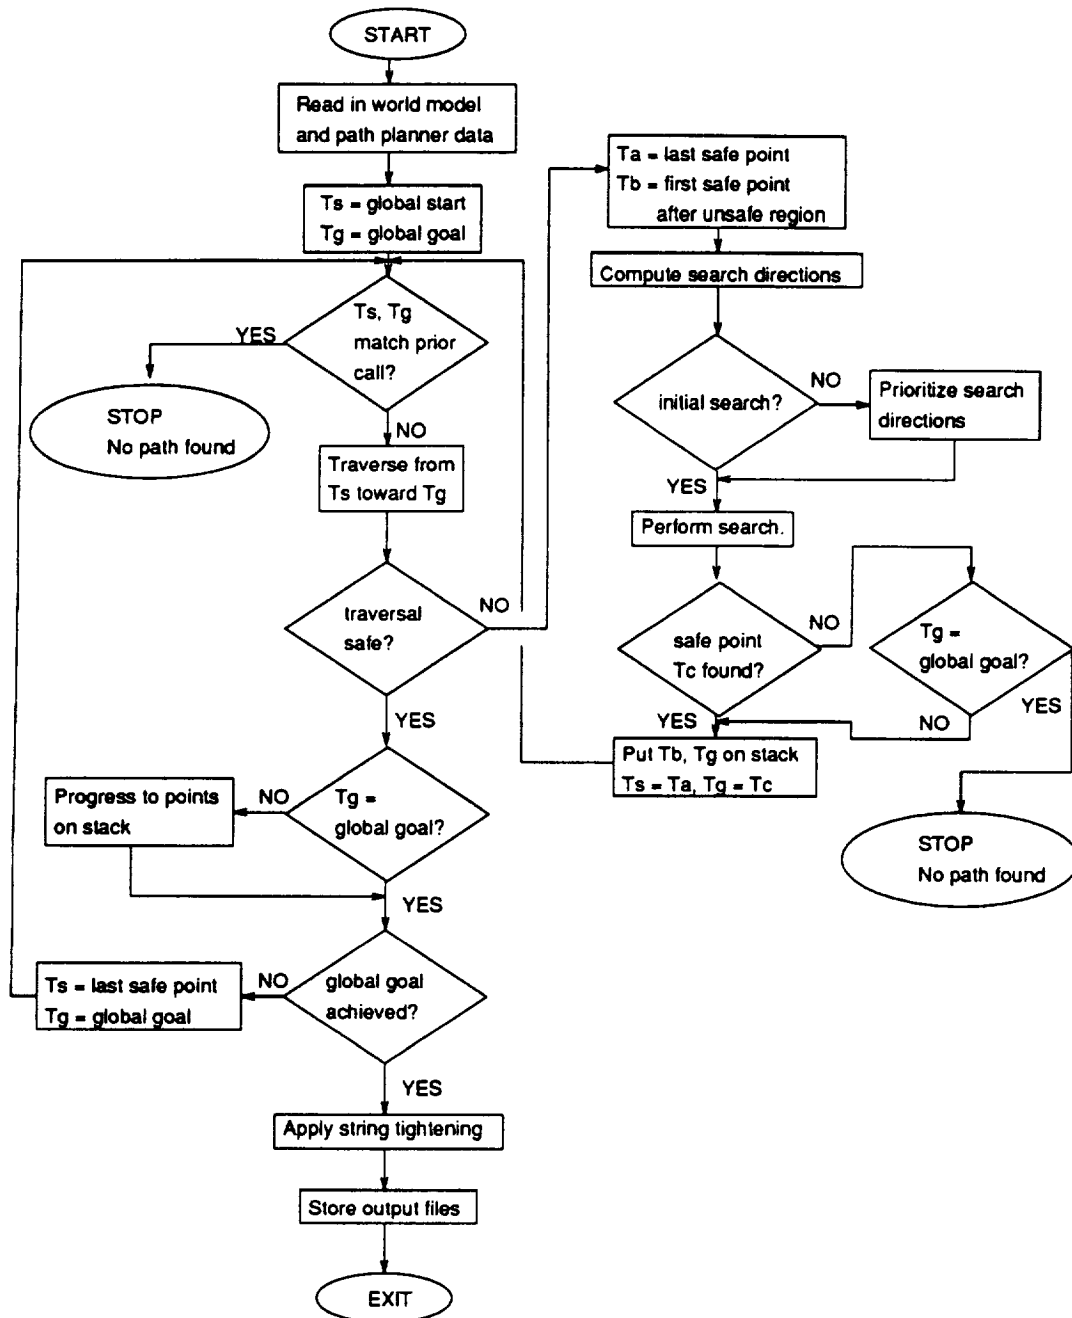 START
Read in world model
and path planner data
Ts = global start
Tg = global goal
Ts, Tg
match prior
call?
YES
STOP
No path found
NO
Traverse from
Ts toward Tg
traversal
safe?
NO
YES
Tg =
global goal?
NO
Progress to points
on stack
YES
global goal
achieved?
NO
Ts = last safe point
Tg = global goal
YES
Apply string tightening
Store output files
EXIT
Ta = last safe point
Tb = first safe point
after unsafe region
Compute search directions
initial search?
NO
Prioritize search
directions
YES
Perform search.
safe point
Tc found?
NO
Tg =
global goal?
YES
NO
YES
Put Tb, Tg on stack
Ts = Ta, Tg = Tc
STOP
No path found